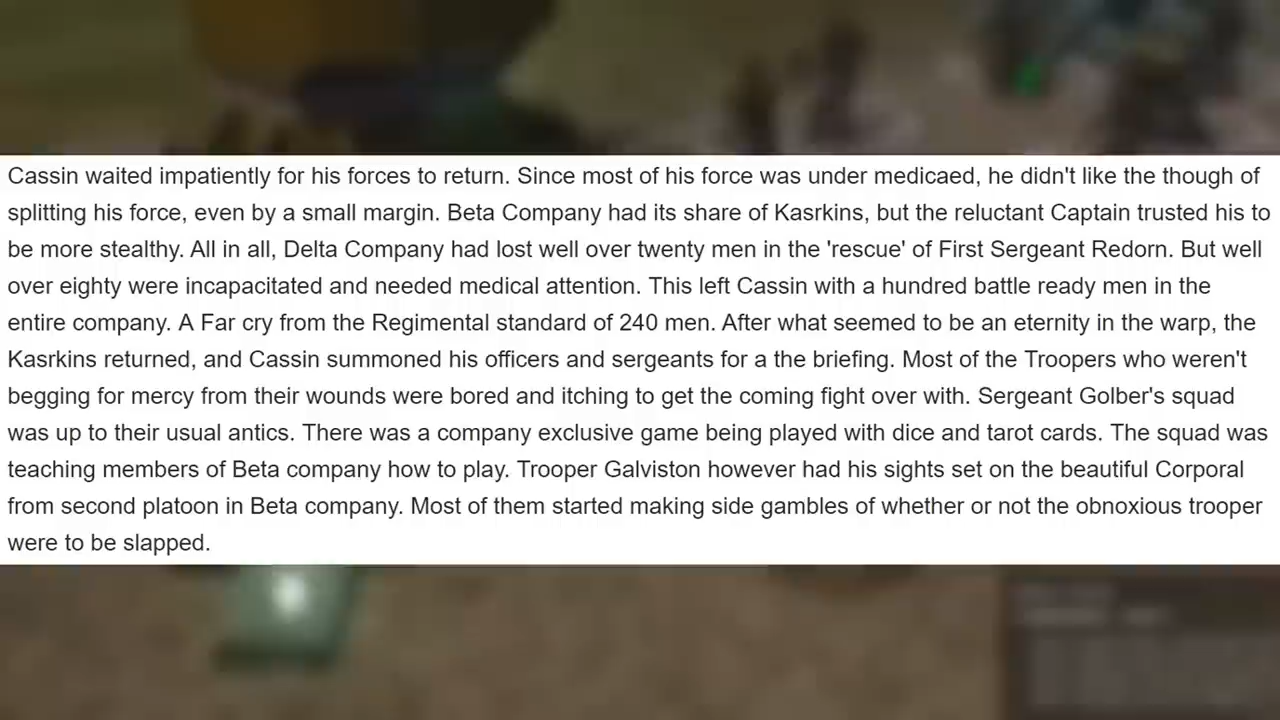 Cassin waited impatiently for his forces to return. Since most of his force was under medicaed, he didn't like the though of
splitting his force, even by a small margin. Beta Company had its share of Kasrkins, but the reluctant Captain trusted his to
be more stealthy. All in all, Delta Company had lost well over twenty men in the 'rescue' of First Sergeant Redorn. But well
over eighty were incapacitated and needed medical attention. This left Cassin with a hundred battle ready men in the
entire company. A Far cry from the Regimental standard of 240 men. After what seemed to be an eternity in the warp, the
Kasrkins returned, and Cassin summoned his officers and sergeants for a the briefing. Most of the Troopers who weren't
begging for mercy from their wounds were bored and itching to get the coming fight over with. Sergeant Golber's squad
was up to their usual antics. There was a company exclusive game being played with dice and tarot cards. The squad was
teaching members of Beta company how to play. Trooper Galviston however had his sights set on the beautiful Corporal
from second platoon in Beta company. Most of them started making side gambles of whether or not the obnoxious trooper
were to be slapped.